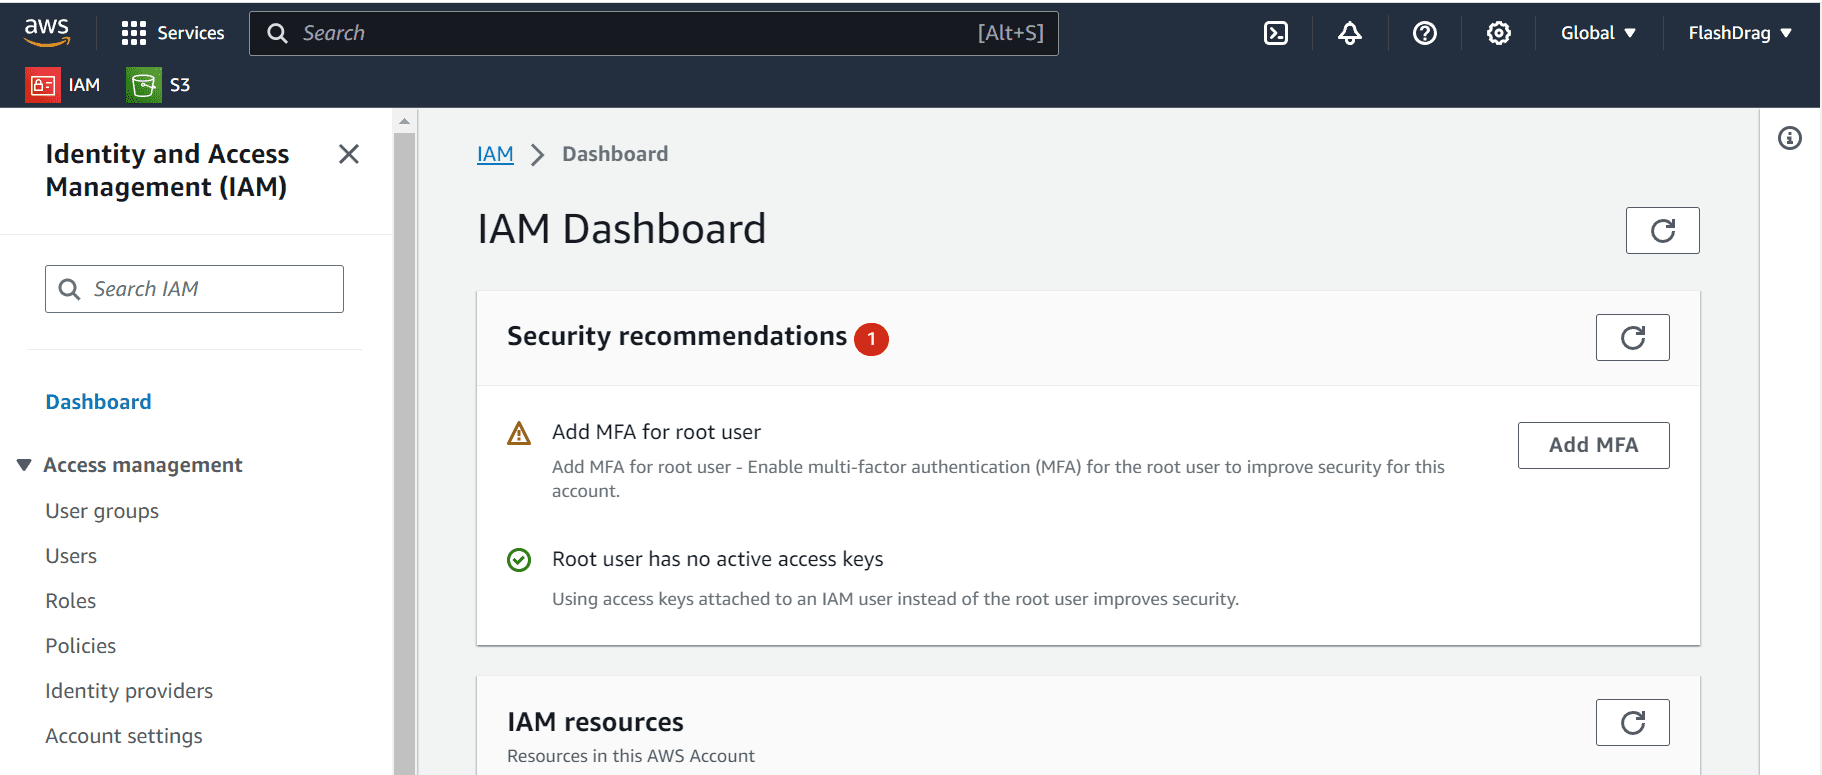 aws
Services
Search
[Alt+S]
Global
FlashDrag
IAM
S3
Identity and Access
Management (IAM)
Search IAM
Dashboard
Access management
User groups
Users
Roles
Policies
Identity providers
Account settings
IAM
Dashboard
IAM Dashboard
Security recommendations 1
Add MFA for root user
Add MFA for root user - Enable multi-factor authentication (MFA) for the root user to improve security for this
account.
Add MFA
Root user has no active access keys
Using access keys attached to an IAM user instead of the root user improves security.
IAM resources
Resources in this AWS Account